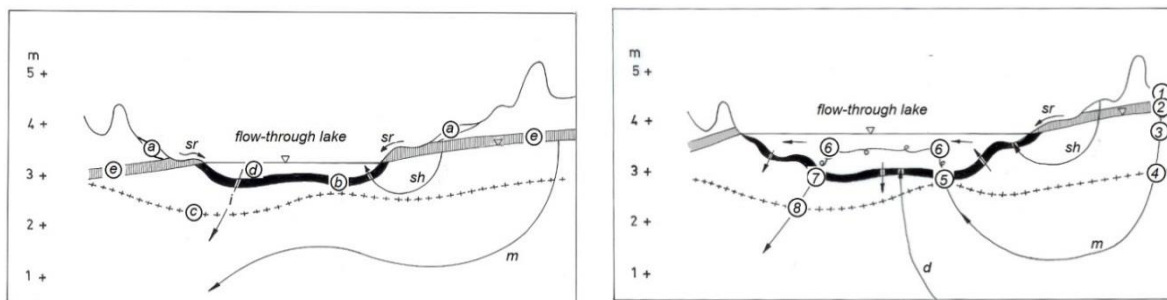 m
5 +
4 +
3 +
2 +
1 +
a
sr
e
c
flow-through lake
d
b
sr
sh
a
e
m
m
5 +
4 +
3 +
2 +
1 +
flow-through lake
sr
sh
1
2
3
4
5
6
6
7
8
m
d